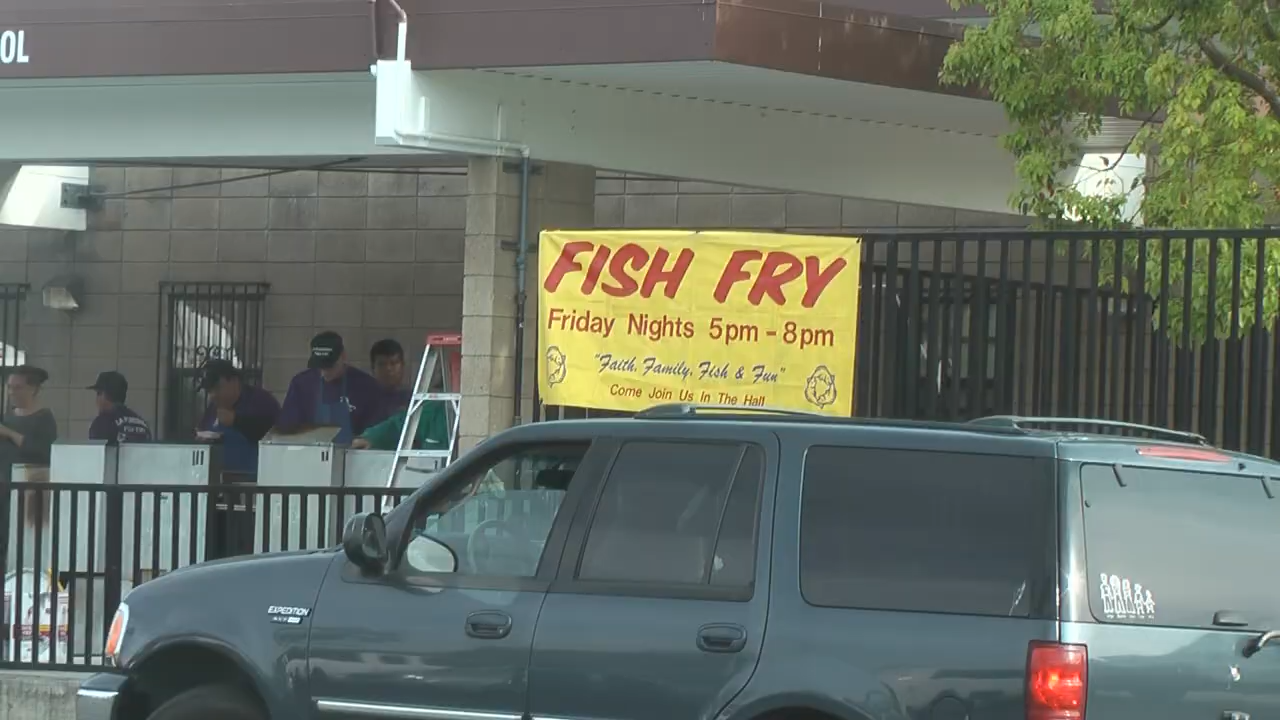 OL
FISH FRY
Friday Nights 5pm - 8pm
"Faith, Family, Fish & Fun"
Come Join Us In The Hall
EXPEDITION